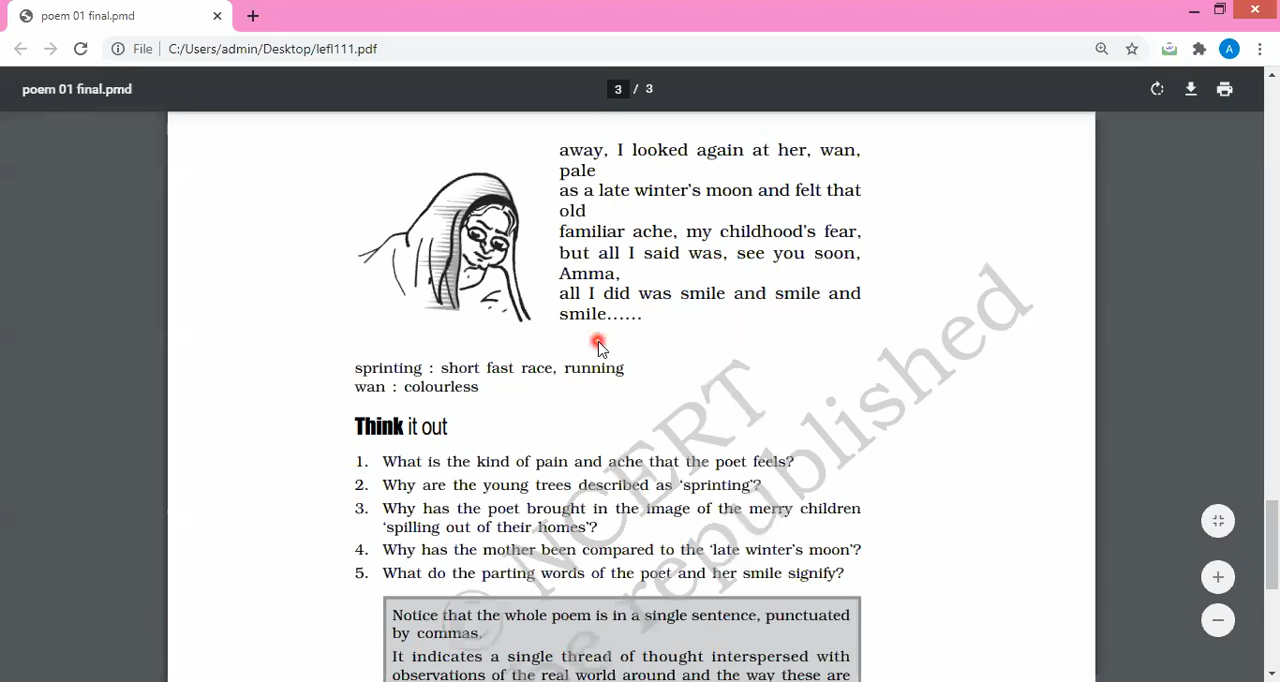 poem 01 final.pmd
File
C:/Users/admin/Desktop/lefl111.pdf
A
poem 01 final.pmd
3 / 3
away, I looked again at her, wan,
pale
as a late winter's moon and felt that
old
familiar ache, my childhood's fear,
but all I said was, see you soon,
Amma,
all I did was smile and smile and
smile......
sprinting : short fast race, running
wan : colourless
Think it out
1. What is the kind of pain and ache that the poet feels?
2. Why are the young trees described as 'sprinting'?
3. Why has the poet brought in the image of the merry children
'spilling out of their homes'?
4. Why has the mother been compared to the 'late winter's moon'?
5. What do the parting words of the poet and her smile signify?
Notice that the whole poem is in a single sentence, punctuated
by commas.
It indicates a single thread of thought interspersed with
observations of the real world around and the way these are
© NCERT
be republished